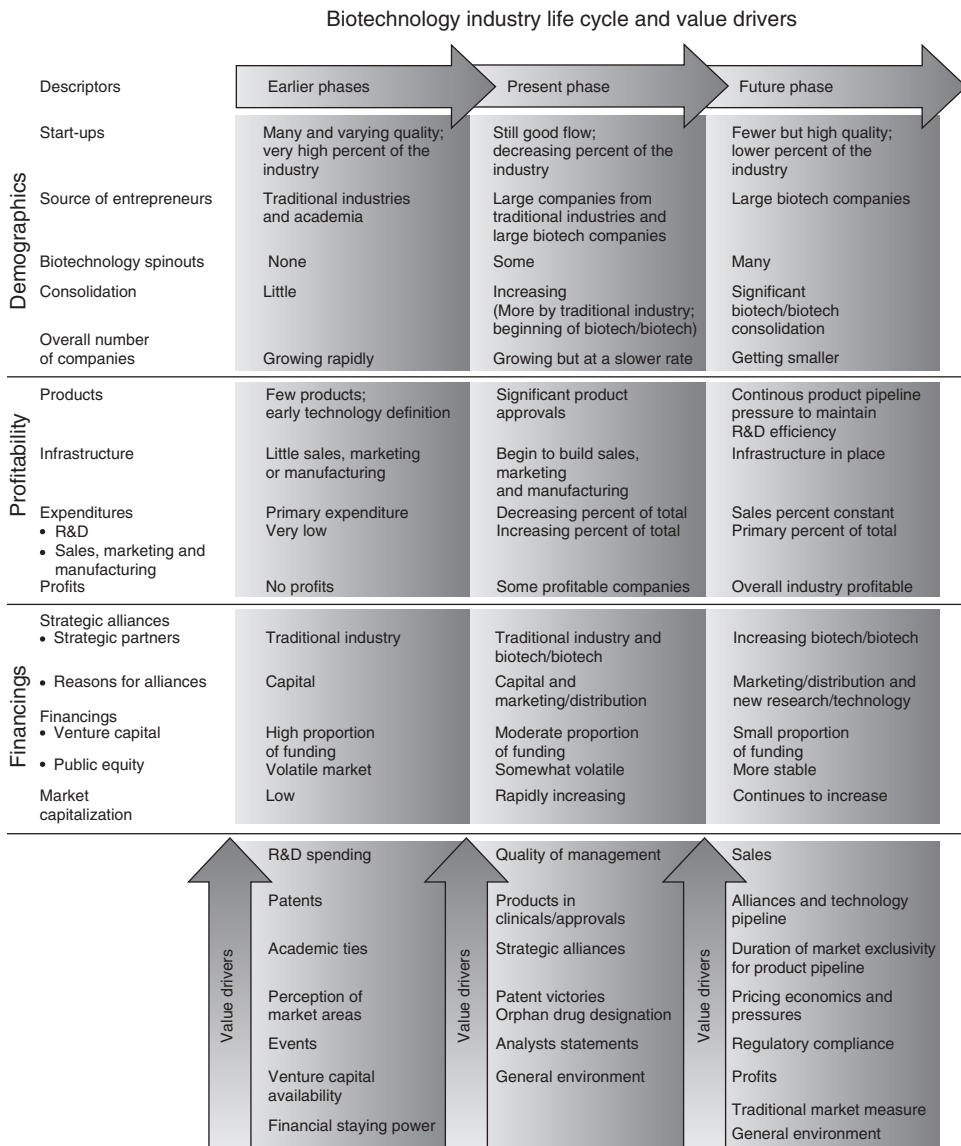 Biotechnology industry life cycle and value drivers
Descriptors
Earlier phases
Present phase
Future phase
Demographics
Start-ups
Many and varying quality;
very high percent of the
industry
Still good flow;
decreasing percent of the
industry
Fewer but high quality;
lower percent of the
industry
Source of entrepreneurs
Traditional industries
and academia
Large companies from
traditional industries and
large biotech companies
Large biotech companies
Biotechnology spinouts
None
Some
Many
Consolidation
Little
Increasing
(More by traditional industry;
beginning of biotech/biotech)
Significant
biotech/biotech
consolidation
Overall number
of companies
Growing rapidly
Growing but at a slower rate
Getting smaller
Profitability
Products
Few products;
early technology definition
Significant product
approvals
Continous product pipeline
pressure to maintain
R&D efficiency
Infrastructure
Little sales, marketing
or manufacturing
Begin to build sales,
marketing
and manufacturing
Infrastructure in place
Expenditures
• R&D
• Sales, marketing and
manufacturing
Primary expenditure
Very low
Decreasing percent of total
Increasing percent of total
Sales percent constant
Primary percent of total
Profits
No profits
Some profitable companies
Overall industry profitable
Financings
Strategic alliances
• Strategic partners
Traditional industry
Traditional industry and
biotech/biotech
Increasing biotech/biotech
• Reasons for alliances
Capital
Capital and
marketing/distribution
Marketing/distribution and
new research/technology
Financings
• Venture capital
High proportion
of funding
Moderate proportion
of funding
Small proportion
of funding
• Public equity
Volatile market
Somewhat volatile
More stable
Market
capitalization
Low
Rapidly increasing
Continues to increase
Value drivers
R&D spending
Patents
Academic ties
Perception of
market areas
Events
Venture capital
availability
Financial staying power
Value drivers
Quality of management
Products in
clinicals/approvals
Strategic alliances
Patent victories
Orphan drug designation
Analysts statements
General environment
Value drivers
Sales
Alliances and technology
pipeline
Duration of market exclusivity
for product pipeline
Pricing economics and
pressures
Regulatory compliance
Profits
Traditional market measure
General environment